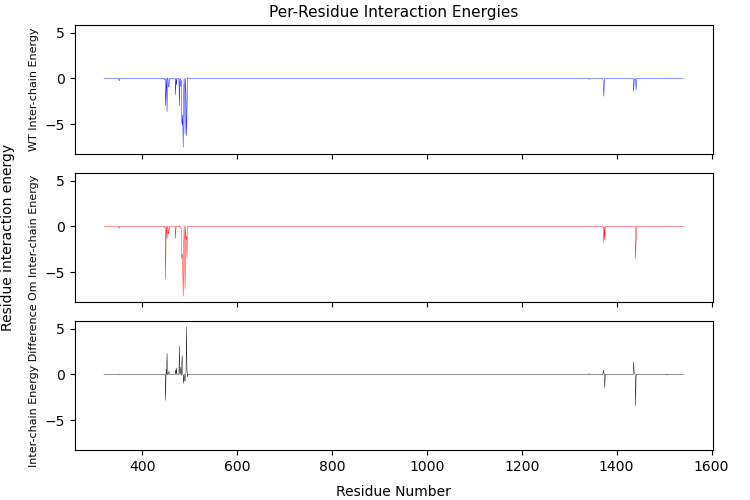 Per-Residue Interaction Energies
Residue interaction energy
WT Inter-chain Energy
5
0
−5
Om Inter-chain Energy
5
0
−5
Inter-chain Energy Difference
5
0
−5
400
600
800
1000
1200
1400
1600
Residue Number